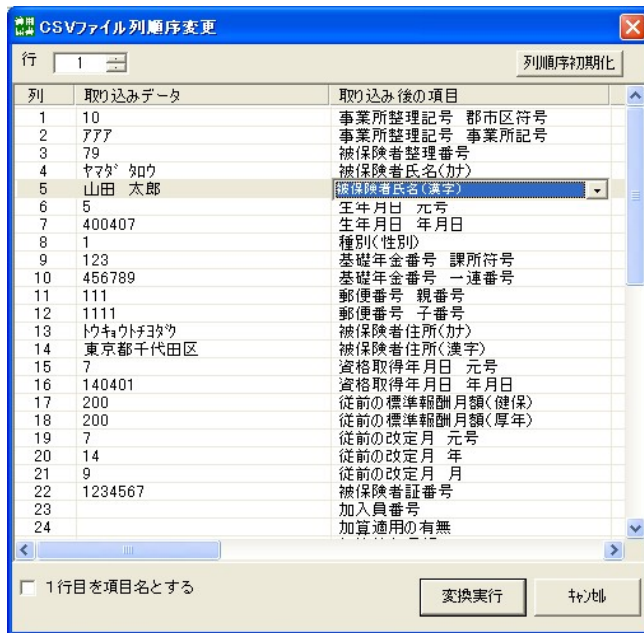 健用届書 CSVファイル列順序変更
行 1 列順序初期化
列 取り込みデータ 取り込み後の項目
1 10 事業所整理記号 郡市区符号
2 ｱｱｱ 事業所整理記号 事業所記号
3 79 被保険者整理番号
4 ﾔﾏﾀﾞ ﾀﾛｳ 被保険者氏名(ｶﾅ)
5 山田 太郎 被保険者氏名(漢字)
6 5 生年月日 元号
7 400407 生年月日 年月日
8 1 種別(性別)
9 123 基礎年金番号 課所符号
10 456789 基礎年金番号 一連番号
11 111 郵便番号 親番号
12 1111 郵便番号 子番号
13 ﾄｳｷｮｳﾄﾁﾖﾀﾞｸ 被保険者住所(ｶﾅ)
14 東京都千代田区 被保険者住所(漢字)
15 7 資格取得年月日 元号
16 140401 資格取得年月日 年月日
17 200 従前の標準報酬月額(健保)
18 200 従前の標準報酬月額(厚年)
19 7 従前の改定月 元号
20 14 従前の改定月 年
21 9 従前の改定月 月
22 1234567 被保険者証番号
23 加入員番号
24 加算適用の有無
1行目を項目名とする
変換実行 ｷｬﾝｾﾙ